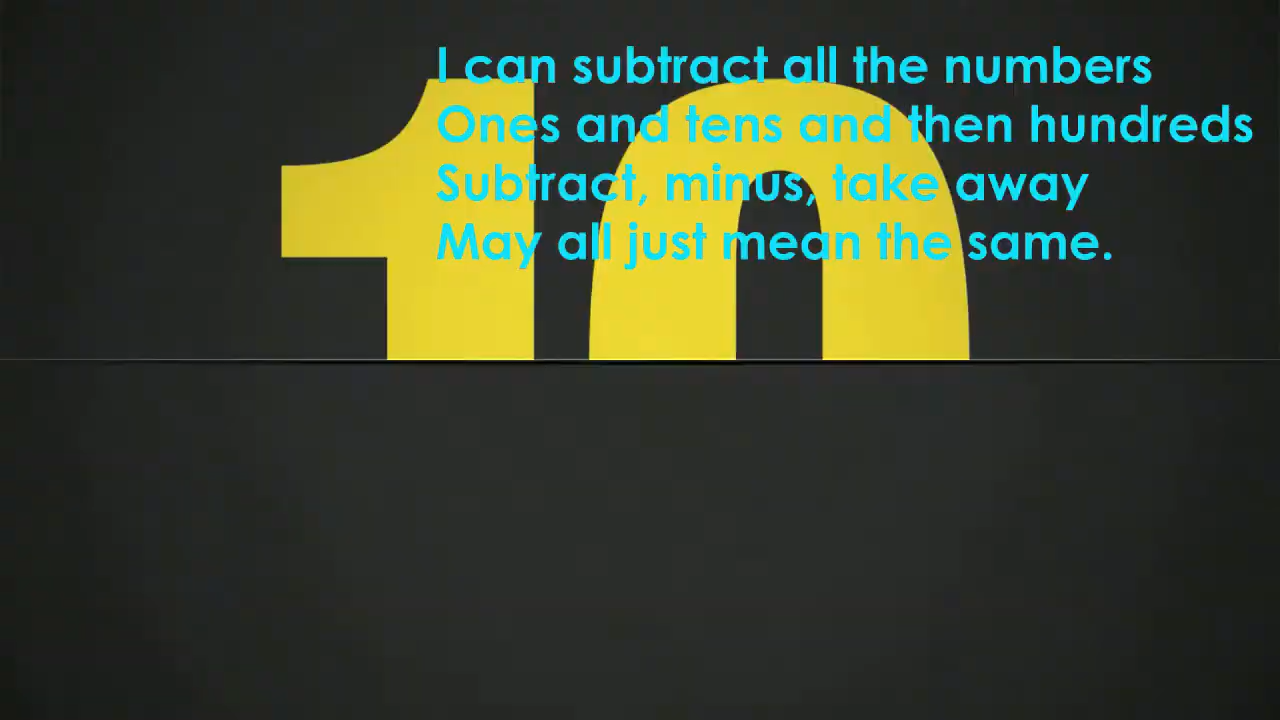 I can subtract all the numbers
Ones and tens and then hundreds
Subtract, minus, take away
May all just mean the same.
10